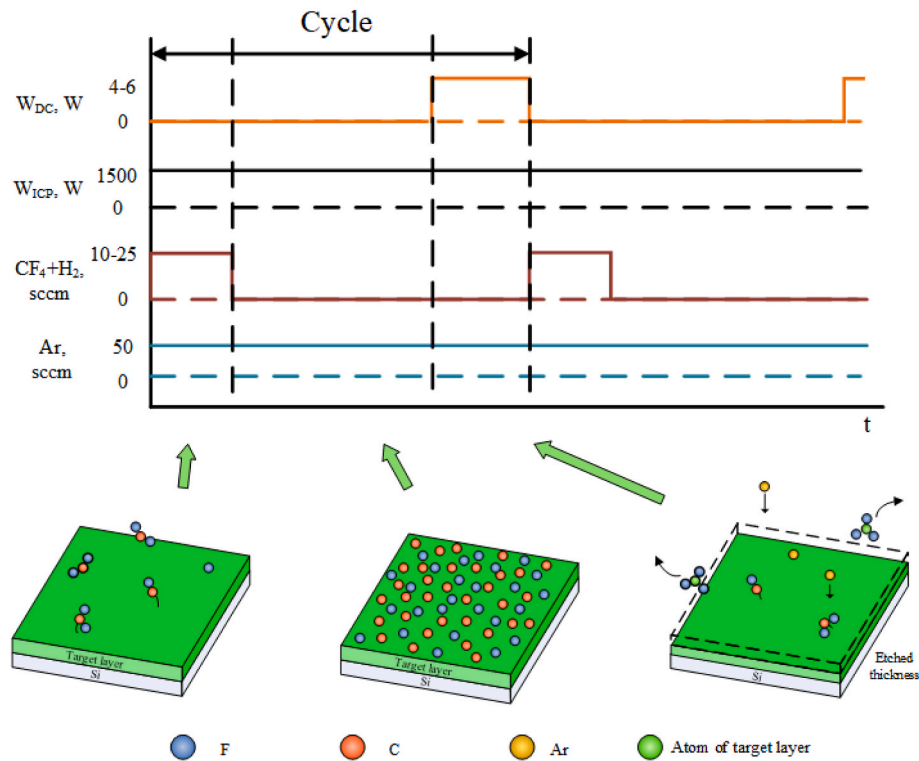 Cycle
W_DC, W
4-6
0
W_ICP, W
1500
0
CF₄+H₂,
sccm
10-25
0
Ar,
sccm
50
0
t
Target layer
Si
Target layer
Si
Etched
thickness
F
C
Ar
Atom of target layer